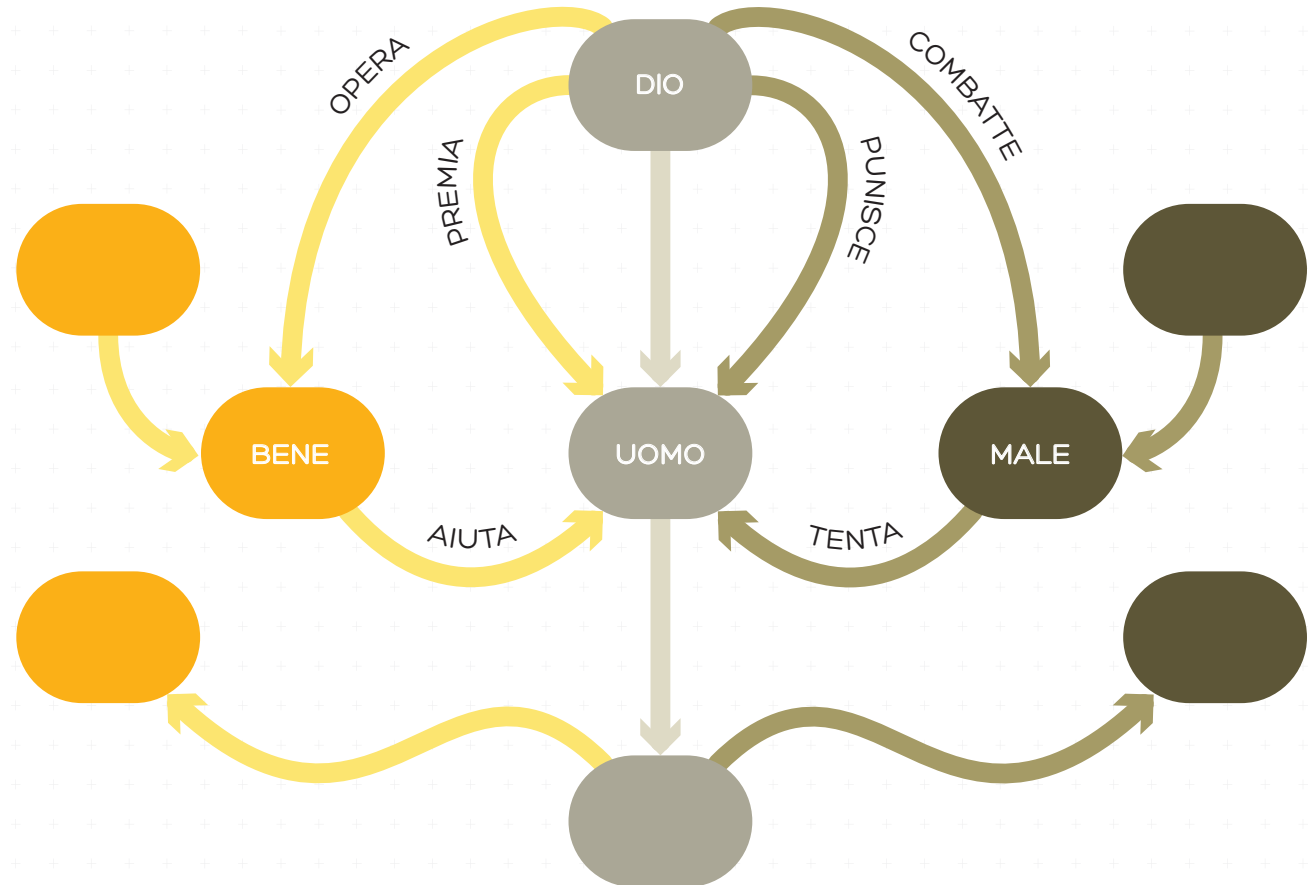 DIO
OPERA
COMBATTE
PREMIA
PUNISCE
BENE
UOMO
MALE
AIUTA
TENTA